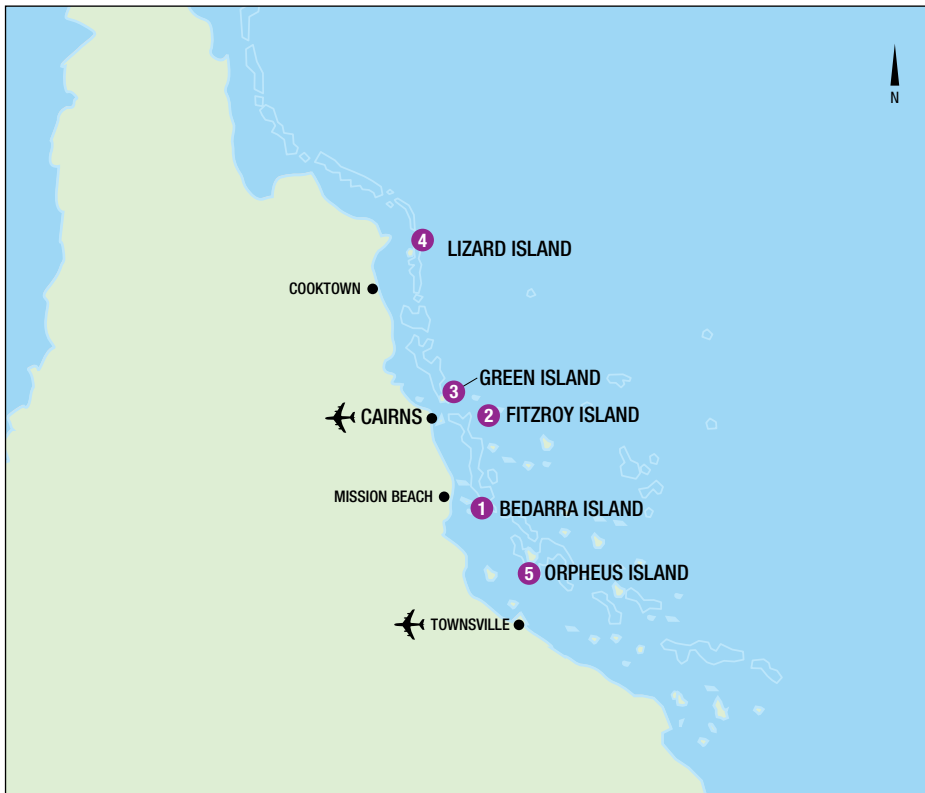 N
4 LIZARD ISLAND
COOKTOWN
3 GREEN ISLAND
2 FITZROY ISLAND
CAIRNS
MISSION BEACH
1 BEDARRA ISLAND
5 ORPHEUS ISLAND
TOWNSVILLE